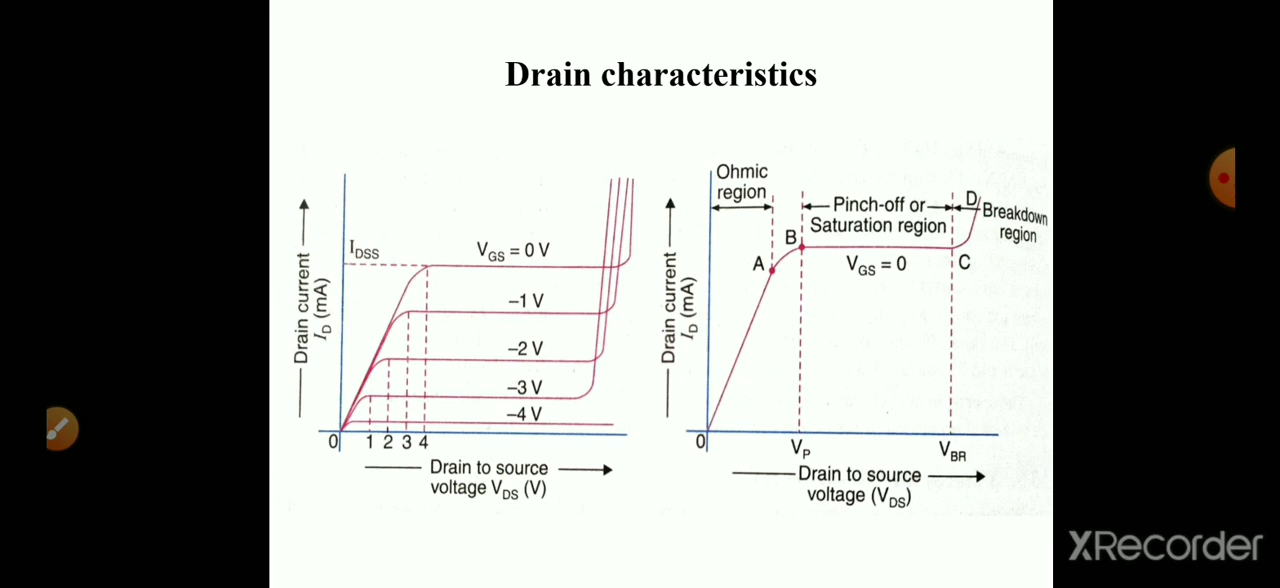 Drain characteristics
Drain current
I_D (mA)
I_DSS
V_GS = 0 V
–1 V
–2 V
–3 V
–4 V
0
1 2 3 4
Drain to source
voltage V_DS (V)
Drain current
I_D (mA)
Ohmic
region
Pinch-off or
Saturation region
D
Breakdown
region
A
B
V_GS = 0
C
0
V_P
V_BR
Drain to source
voltage (V_DS)
XRecorder